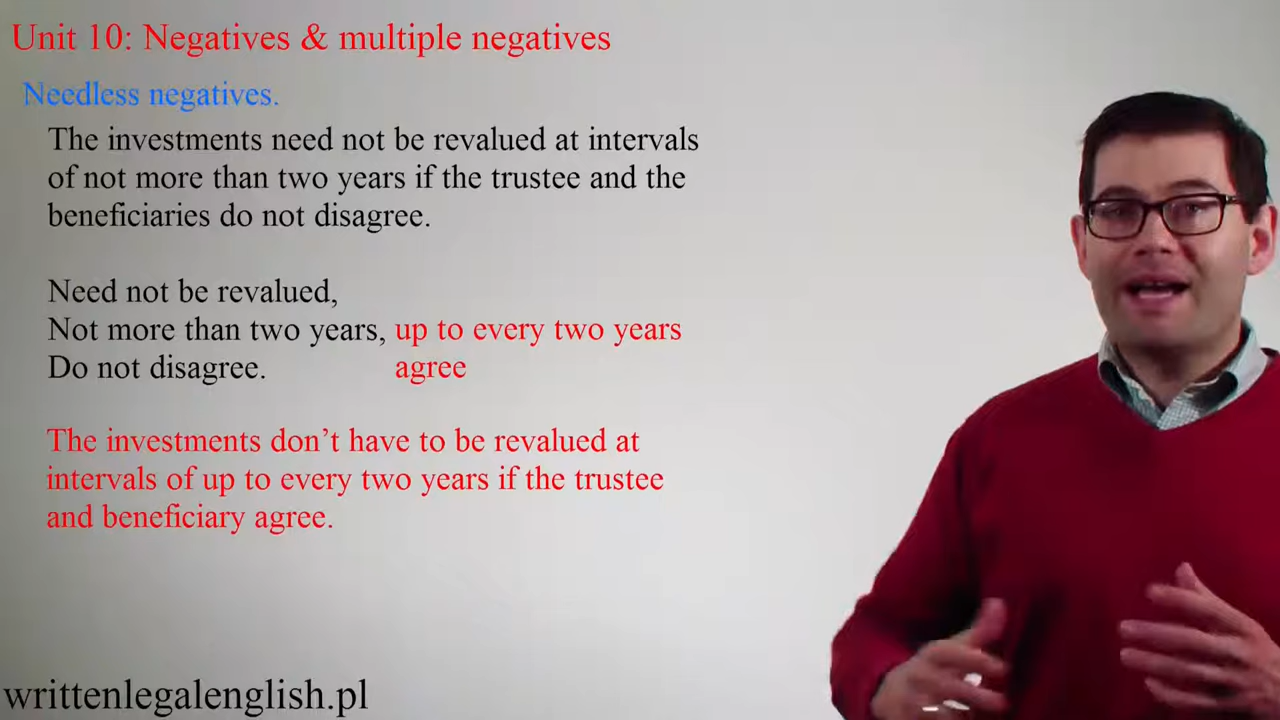 Unit 10: Negatives & multiple negatives
Needless negatives.
The investments need not be revalued at intervals
of not more than two years if the trustee and the
beneficiaries do not disagree.
Need not be revalued,
Not more than two years, up to every two years
Do not disagree. agree
The investments don’t have to be revalued at
intervals of up to every two years if the trustee
and beneficiary agree.
writtenlegalenglish.pl